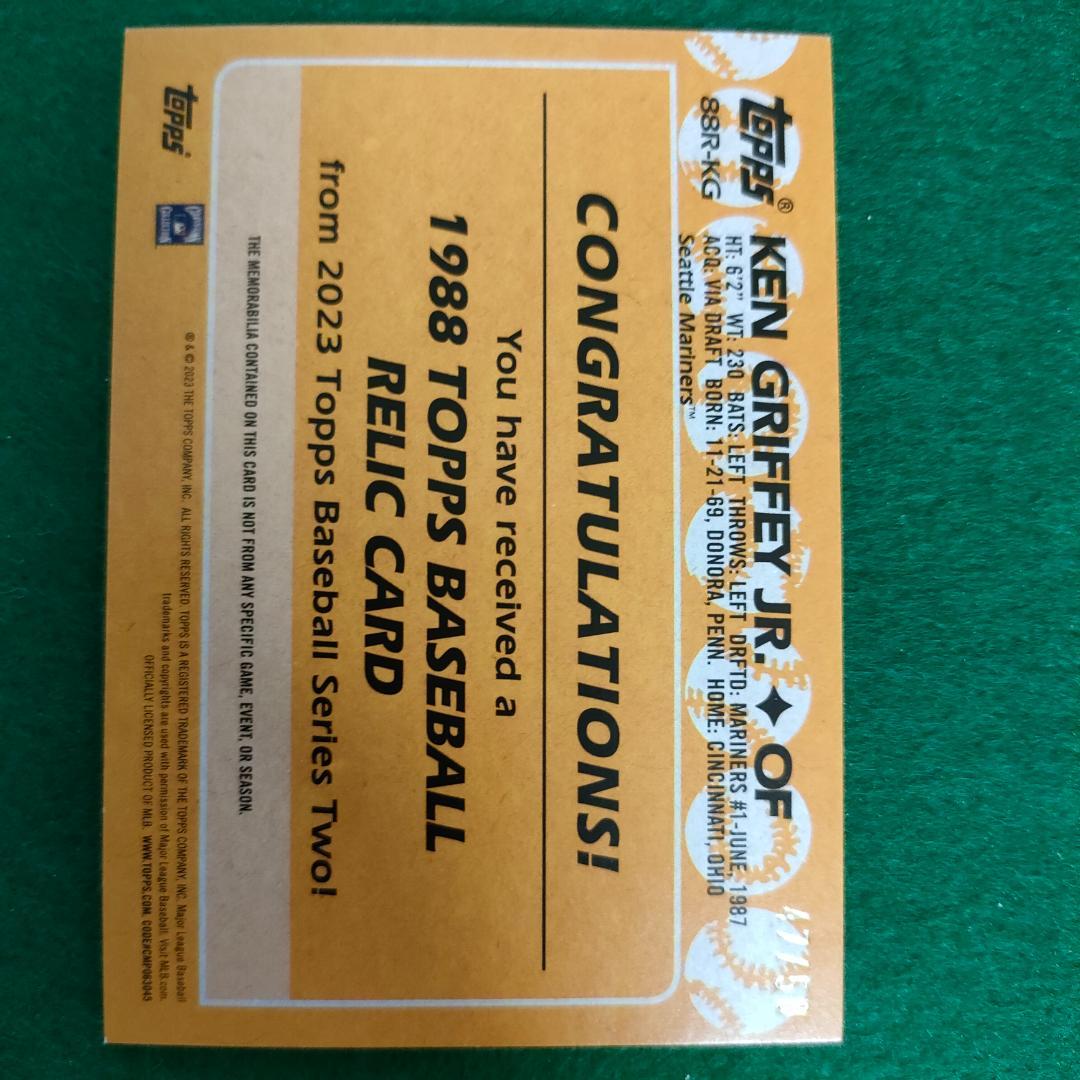 TOPPS®
88R-KG
KEN GRIFFEY JR. ✦ OF
HT: 6'2" WT: 230 BATS: LEFT THROWS: LEFT DRFTD: MARINERS #1-JUNE, 1987
ACQ: VIA DRAFT BORN: 11-21-69, DONORA, PENN. HOME: CINCINNATI, OHIO
Seattle Mariners™
CONGRATULATIONS!
You have received a
1988 TOPPS BASEBALL
RELIC CARD
from 2023 Topps Baseball Series Two!
THE MEMORABILIA CONTAINED ON THIS CARD IS NOT FROM ANY SPECIFIC GAME, EVENT, OR SEASON.
TOPPS
® & © 2023 THE TOPPS COMPANY, INC. ALL RIGHTS RESERVED. TOPPS IS A REGISTERED TRADEMARK OF THE TOPPS COMPANY, INC. Major League Baseball
trademarks and copyrights are used with permission of Major League Baseball. Visit MLB.com.
OFFICIALLY LICENSED PRODUCT OF MLB. WWW.TOPPS.COM. CODE#CMP083045